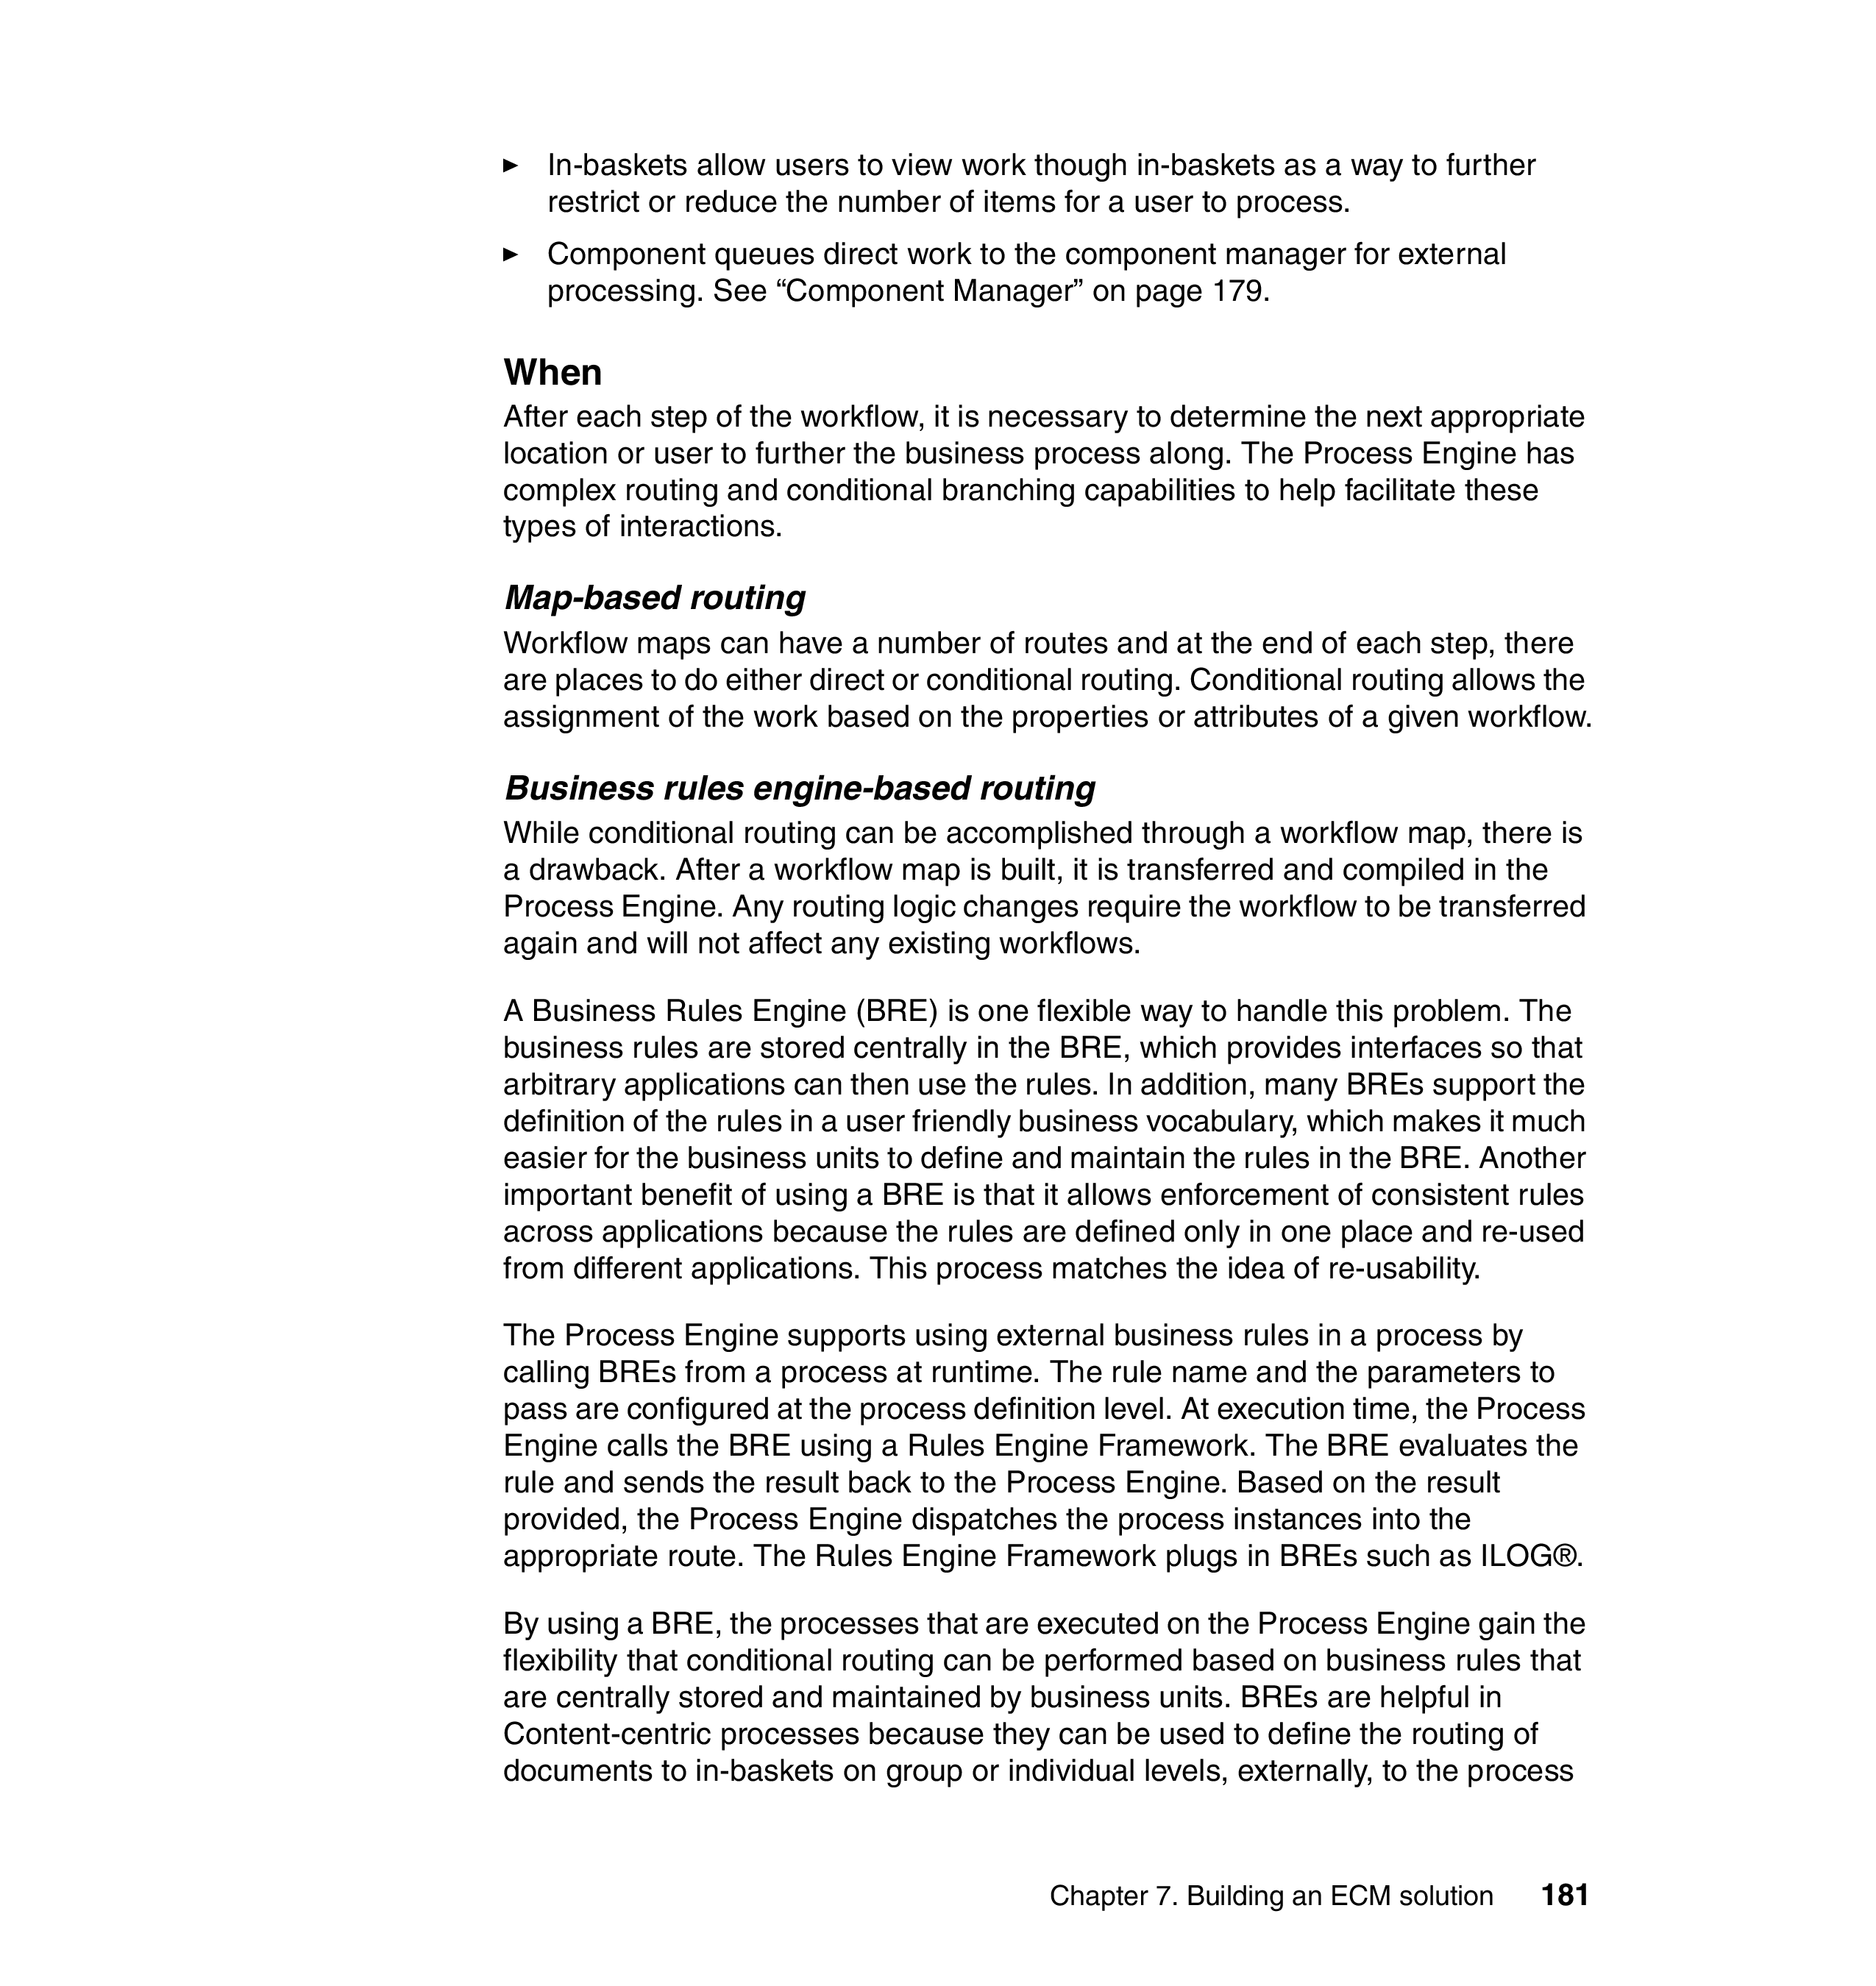 ► In-baskets allow users to view work though in-baskets as a way to further
restrict or reduce the number of items for a user to process.
► Component queues direct work to the component manager for external
processing. See “Component Manager” on page 179.
When
After each step of the workflow, it is necessary to determine the next appropriate
location or user to further the business process along. The Process Engine has
complex routing and conditional branching capabilities to help facilitate these
types of interactions.
Map-based routing
Workflow maps can have a number of routes and at the end of each step, there
are places to do either direct or conditional routing. Conditional routing allows the
assignment of the work based on the properties or attributes of a given workflow.
Business rules engine-based routing
While conditional routing can be accomplished through a workflow map, there is
a drawback. After a workflow map is built, it is transferred and compiled in the
Process Engine. Any routing logic changes require the workflow to be transferred
again and will not affect any existing workflows.
A Business Rules Engine (BRE) is one flexible way to handle this problem. The
business rules are stored centrally in the BRE, which provides interfaces so that
arbitrary applications can then use the rules. In addition, many BREs support the
definition of the rules in a user friendly business vocabulary, which makes it much
easier for the business units to define and maintain the rules in the BRE. Another
important benefit of using a BRE is that it allows enforcement of consistent rules
across applications because the rules are defined only in one place and re-used
from different applications. This process matches the idea of re-usability.
The Process Engine supports using external business rules in a process by
calling BREs from a process at runtime. The rule name and the parameters to
pass are configured at the process definition level. At execution time, the Process
Engine calls the BRE using a Rules Engine Framework. The BRE evaluates the
rule and sends the result back to the Process Engine. Based on the result
provided, the Process Engine dispatches the process instances into the
appropriate route. The Rules Engine Framework plugs in BREs such as ILOG®.
By using a BRE, the processes that are executed on the Process Engine gain the
flexibility that conditional routing can be performed based on business rules that
are centrally stored and maintained by business units. BREs are helpful in
Content-centric processes because they can be used to define the routing of
documents to in-baskets on group or individual levels, externally, to the process
Chapter 7. Building an ECM solution 181